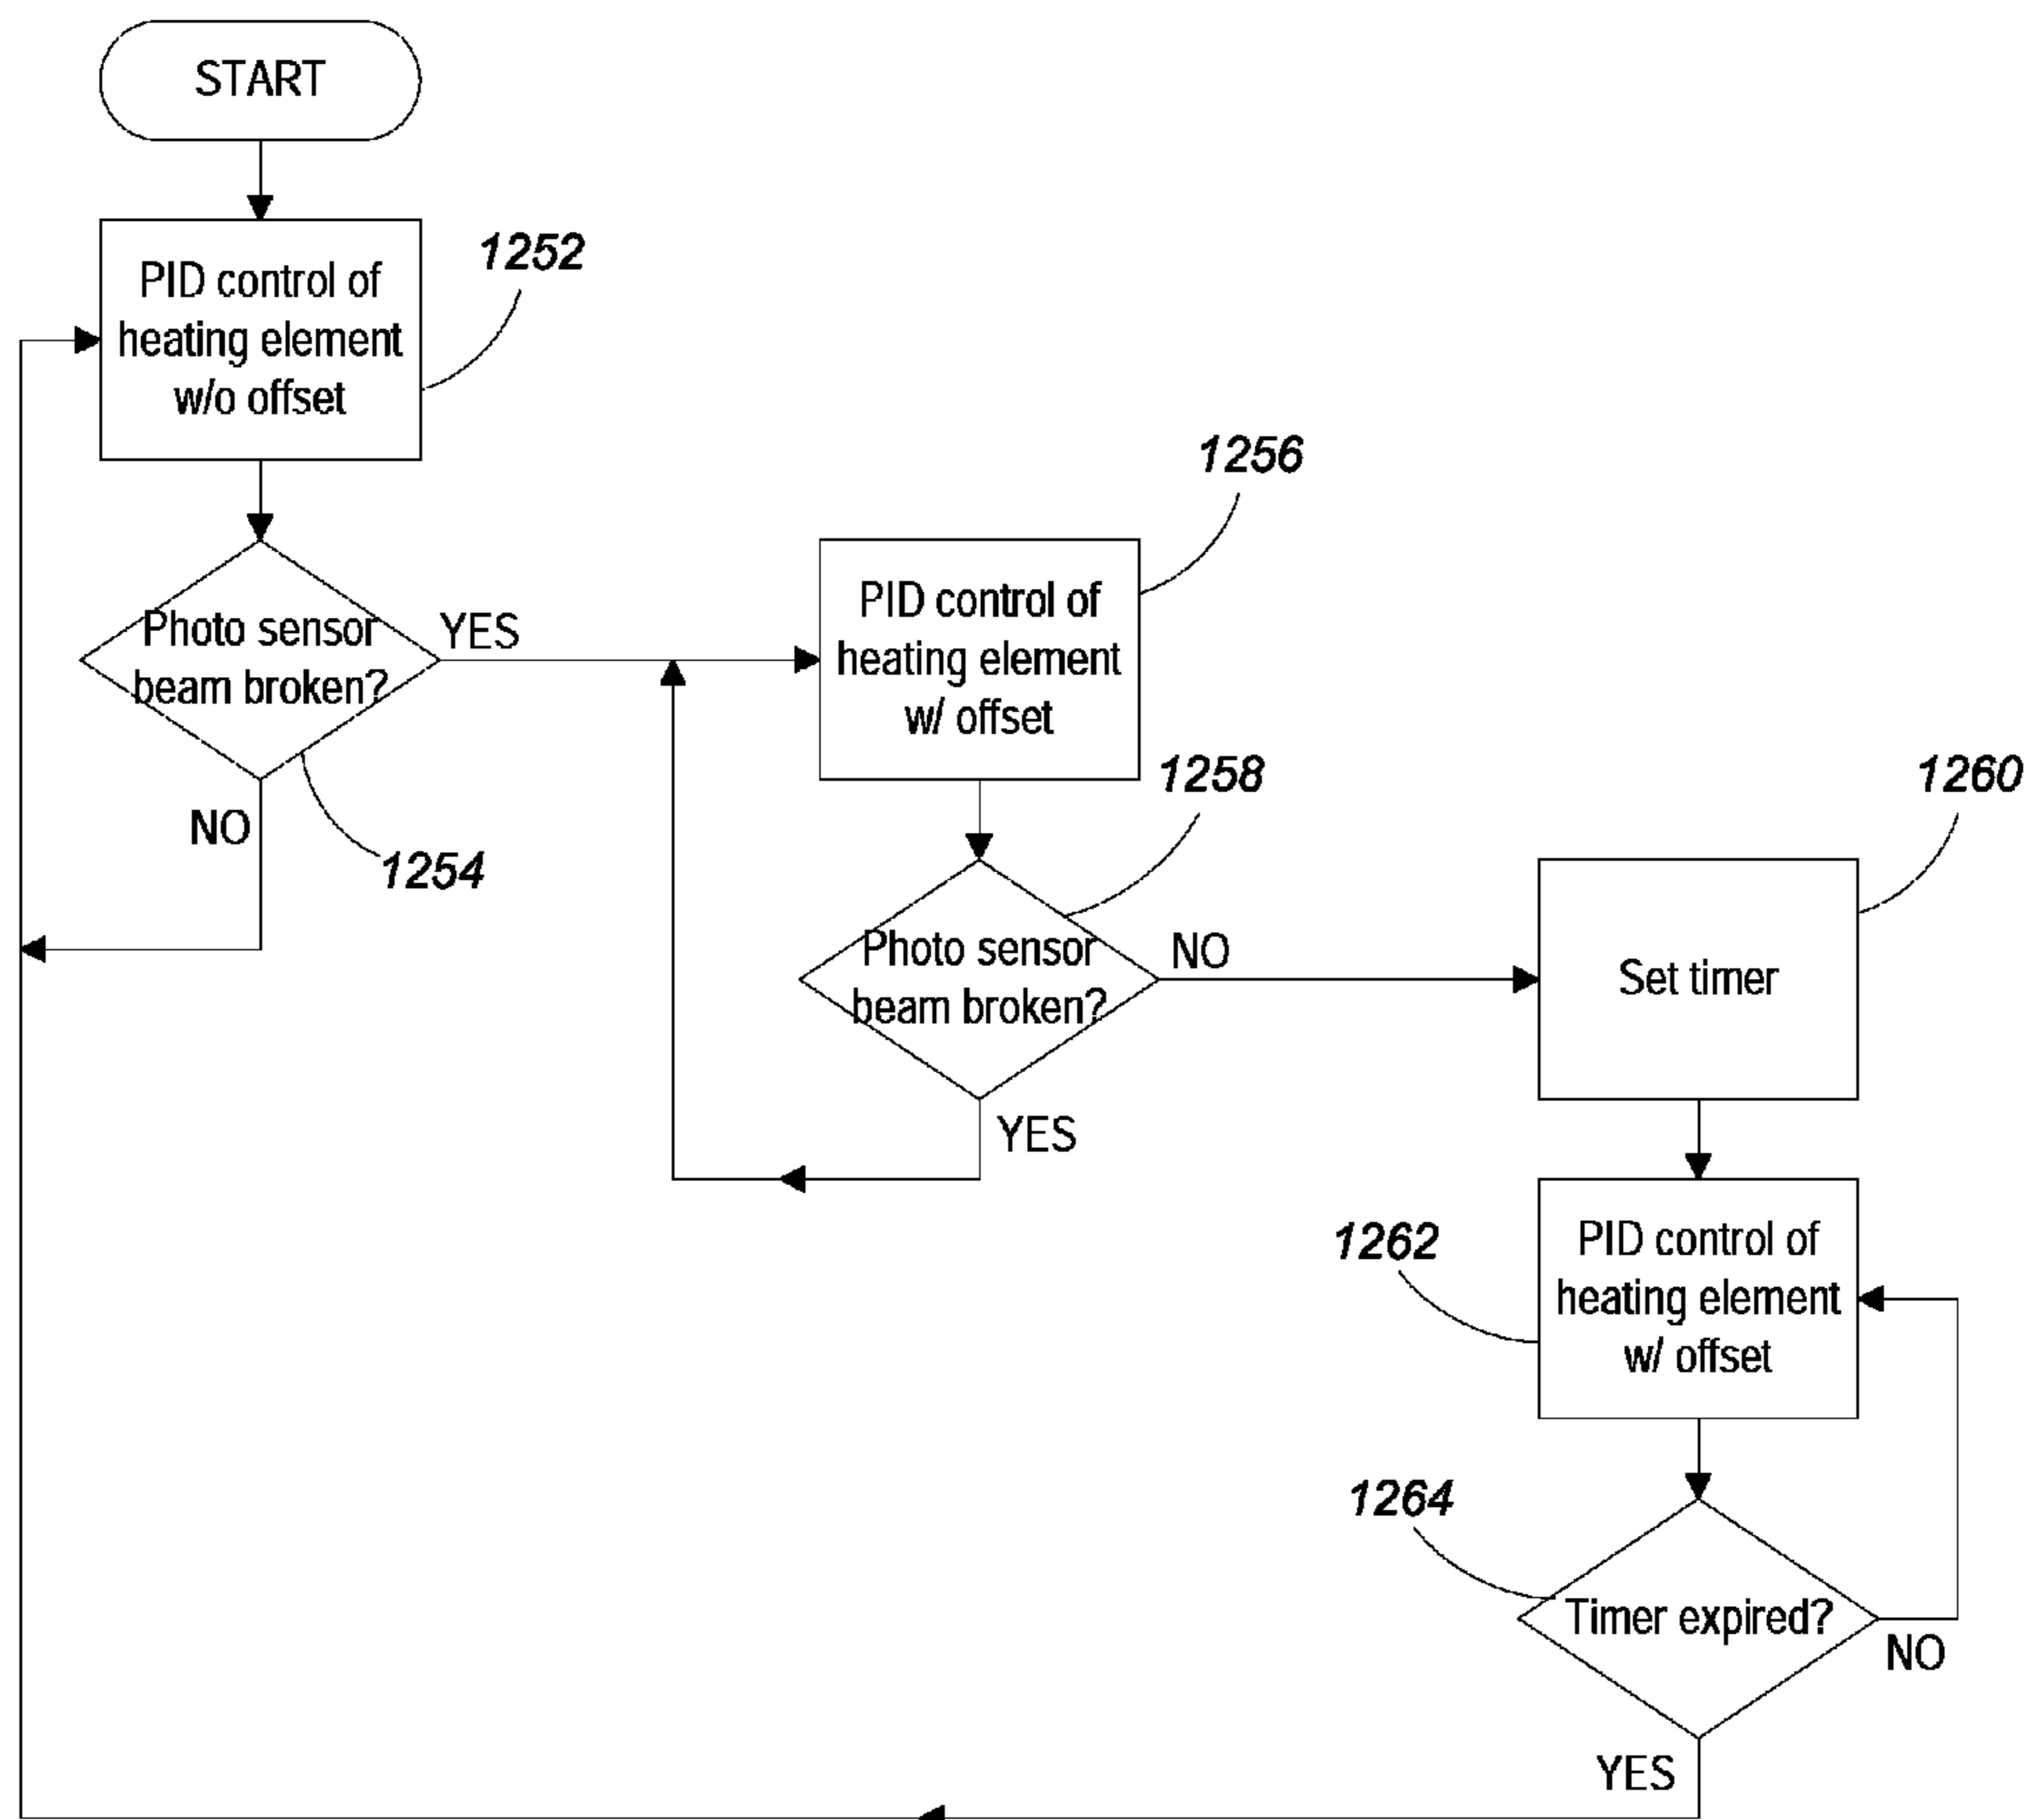 START
PID control of
heating element
w/o offset
1252
Photo sensor
beam broken?
YES
NO
1254
PID control of
heating element
w/ offset
1256
1258
Photo sensor
beam broken?
NO
YES
1260
Set timer
1262
PID control of
heating element
w/ offset
1264
Timer expired?
NO
YES